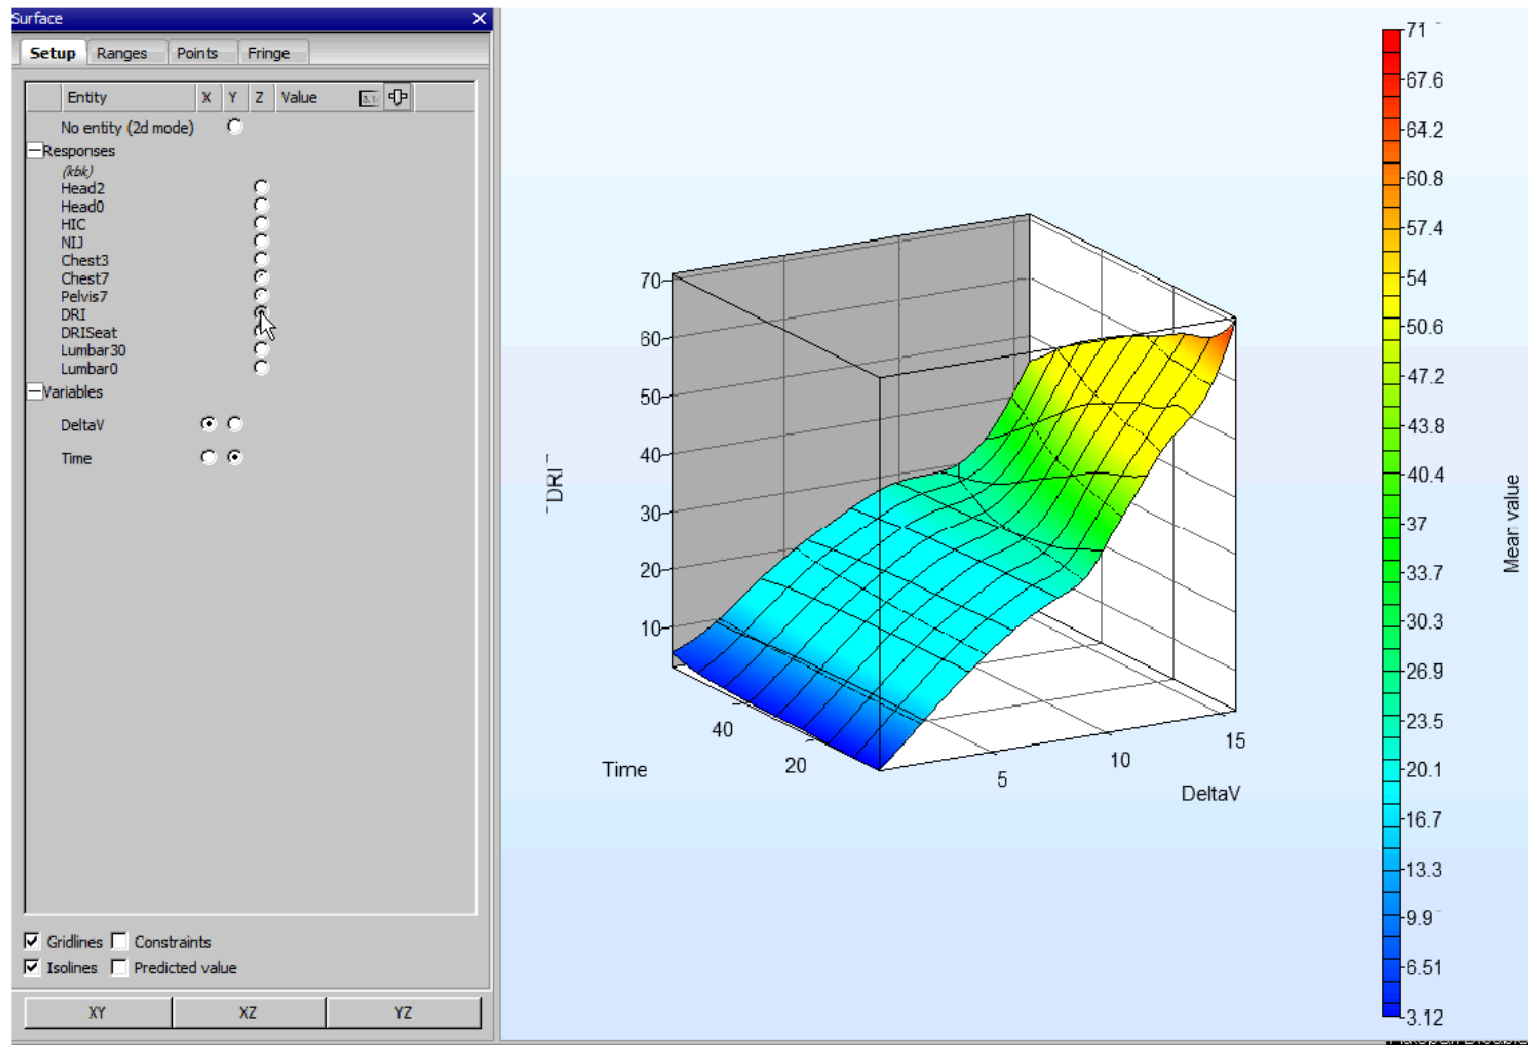 Surface
Setup Ranges Points Fringe
Entity X Y Z Value
No entity (2d mode)
Responses
(kbk)
Head2
Head0
HIC
NIJ
Chest3
Chest7
Pelvis7
DRI
DRISeat
Lumbar30
Lumbar0
Variables
DeltaV
Time
Gridlines Constraints
Isolines Predicted value
XY XZ YZ
DRI
70
60
50
40
30
20
10
40
20
Time
5
10
15
DeltaV
71
67.6
64.2
60.8
57.4
54
50.6
47.2
43.8
40.4
37
33.7
30.3
26.9
23.5
20.1
16.7
13.3
9.9
6.51
3.12
Mean value